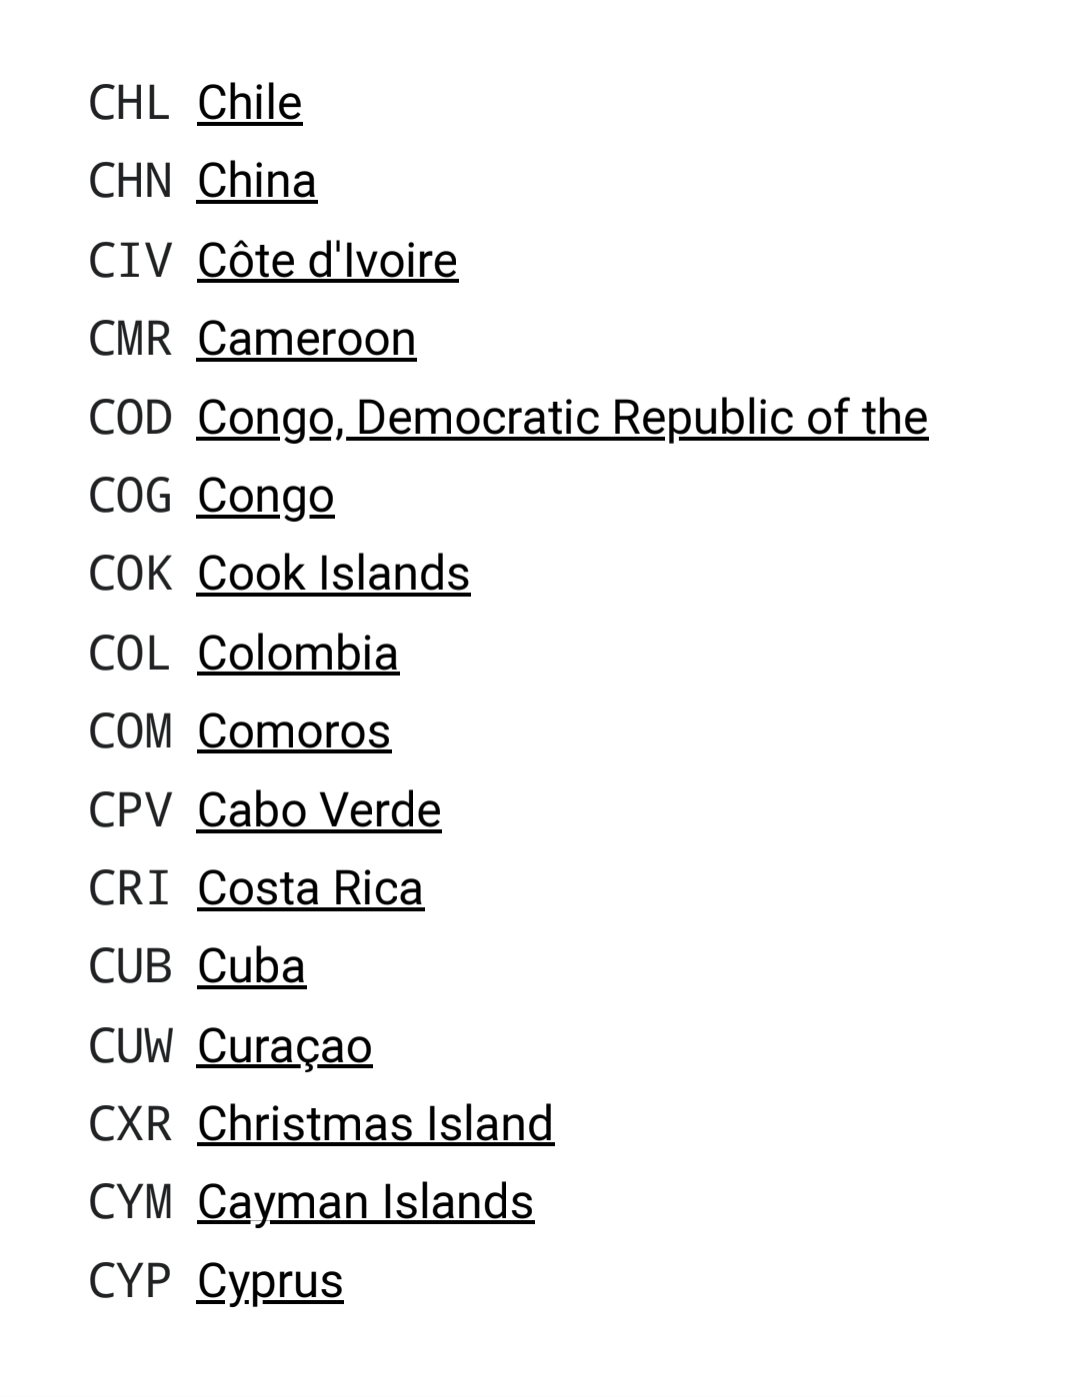 CHL Chile
CHN China
CIV Côte d'Ivoire
CMR Cameroon
COD Congo, Democratic Republic of the
COG Congo
COK Cook Islands
COL Colombia
COM Comoros
CPV Cabo Verde
CRI Costa Rica
CUB Cuba
CUW Curaçao
CXR Christmas Island
CYM Cayman Islands
CYP Cyprus